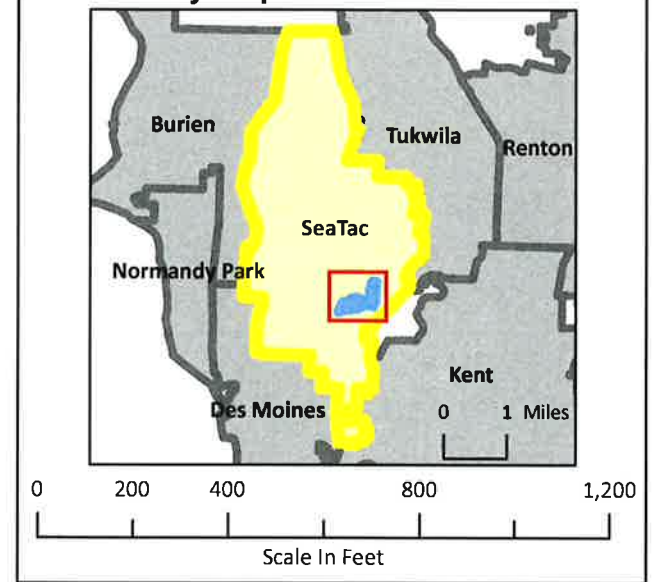 Burien
Tukwila
Renton
SeaTac
Normandy Park
Kent
Des Moines
0 1 Miles
0 200 400 800 1,200
Scale In Feet